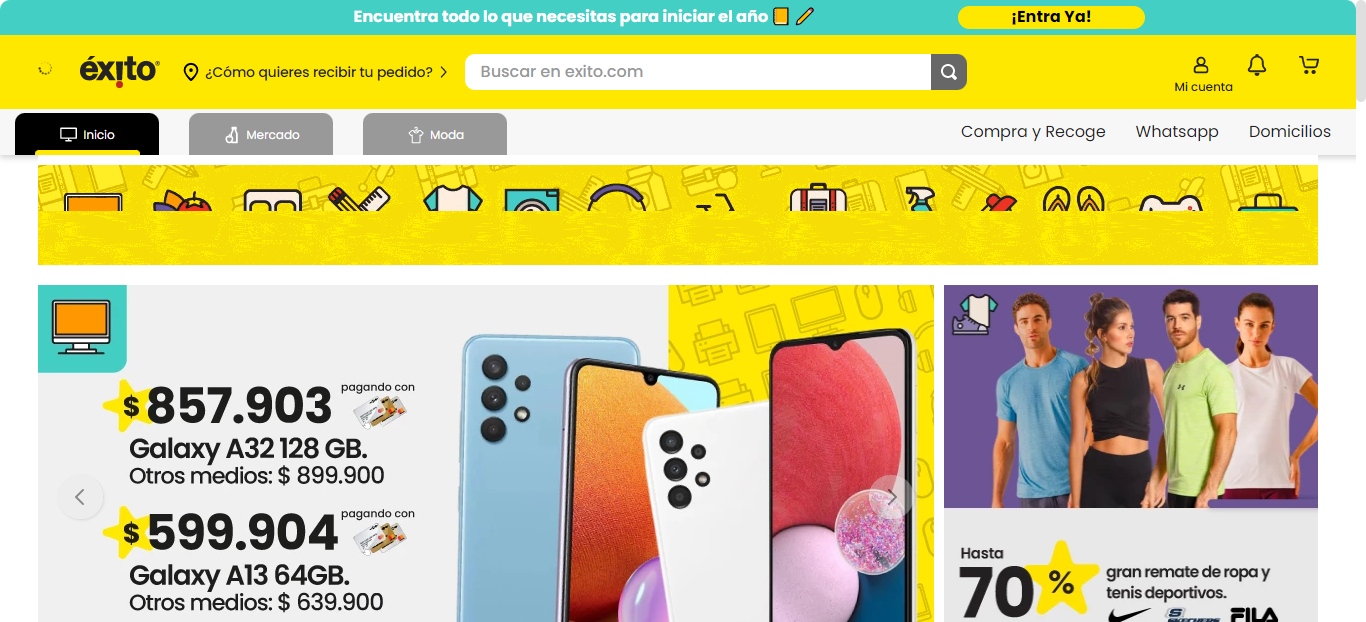 Encuentra todo lo que necesitas para iniciar el año
¡Entra Ya!
éxito
¿Cómo quieres recibir tu pedido?
Buscar en exito.com
Mi cuenta
Inicio
Mercado
Moda
Compra y Recoge
Whatsapp
Domicilios
$857.903
pagando con
Galaxy A32 128 GB.
Otros medios: $ 899.900
$599.904
pagando con
Galaxy A13 64GB.
Otros medios: $ 639.900
Hasta
70%
gran remate de ropa y
tenis deportivos.
SKECHERS
FILA